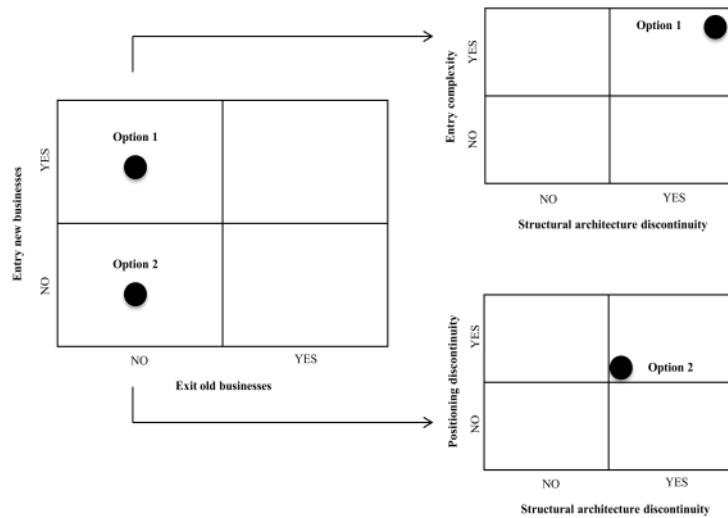 Entry new businesses
YES
NO
Option 1
Option 2
NO
YES
Exit old businesses
Entry complexity
YES
NO
Option 1
NO
YES
Structural architecture discontinuity
Positioning discontinuity
YES
NO
Option 2
NO
YES
Structural architecture discontinuity